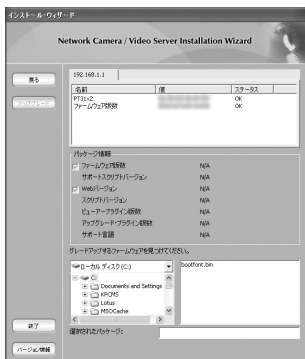 インストール・ウィザード
Network Camera / Video Server Installation Wizard
戻る
192.168.1.1
名前 値 ステータス
PT31x2 OK
ファームウェア版数 OK
パッケージ情報
ファームウェア版数 N/A
サポートスクリプトバージョン N/A
Webバージョン N/A
スクリプトバージョン N/A
ビューアープラグイン版数 N/A
アップグレード・プラグイン版数 N/A
サポート言語 N/A
グレードアップするファームウェアを見つけてください。
ローカル ディスク (C:)
C:
Documents and Settings
KPCMS
Lotus
MSOCache
bootfont.bin
選択されたパッケージ:
終了
バージョン情報